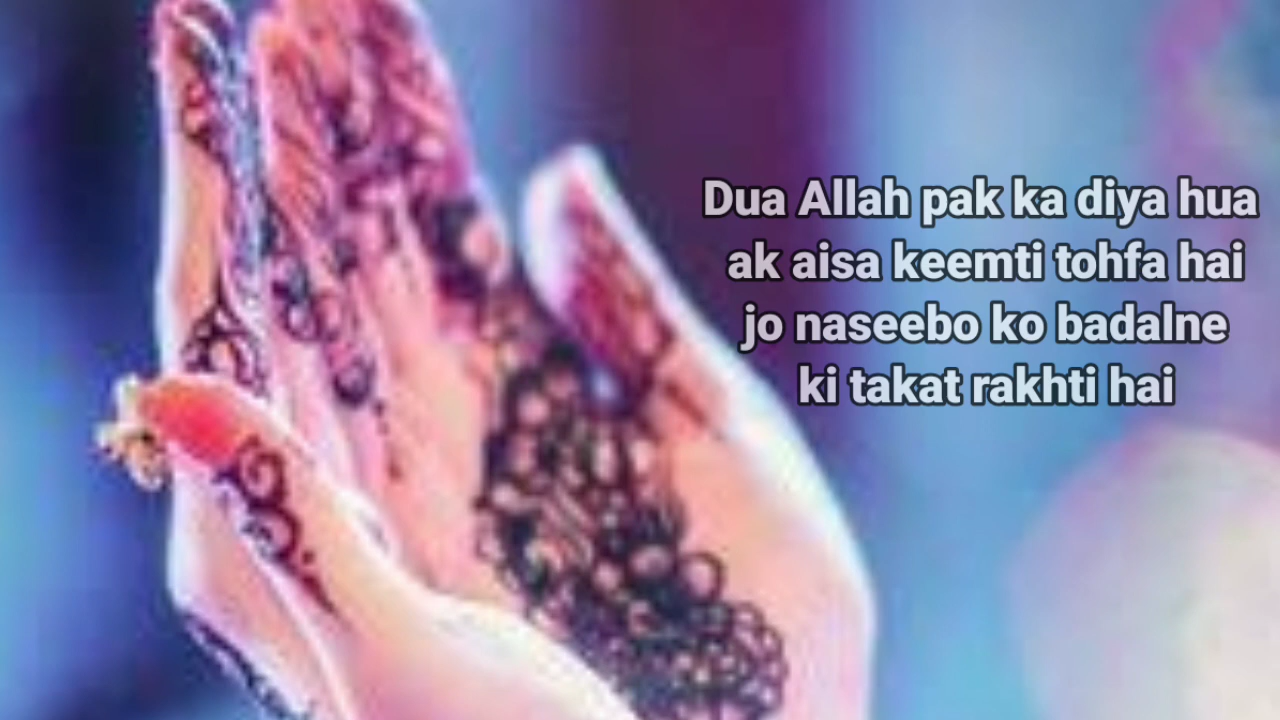 Dua Allah pak ka diya hua
ak aisa keemti tohfa hai
jo naseebo ko badalne
ki takat rakhti hai